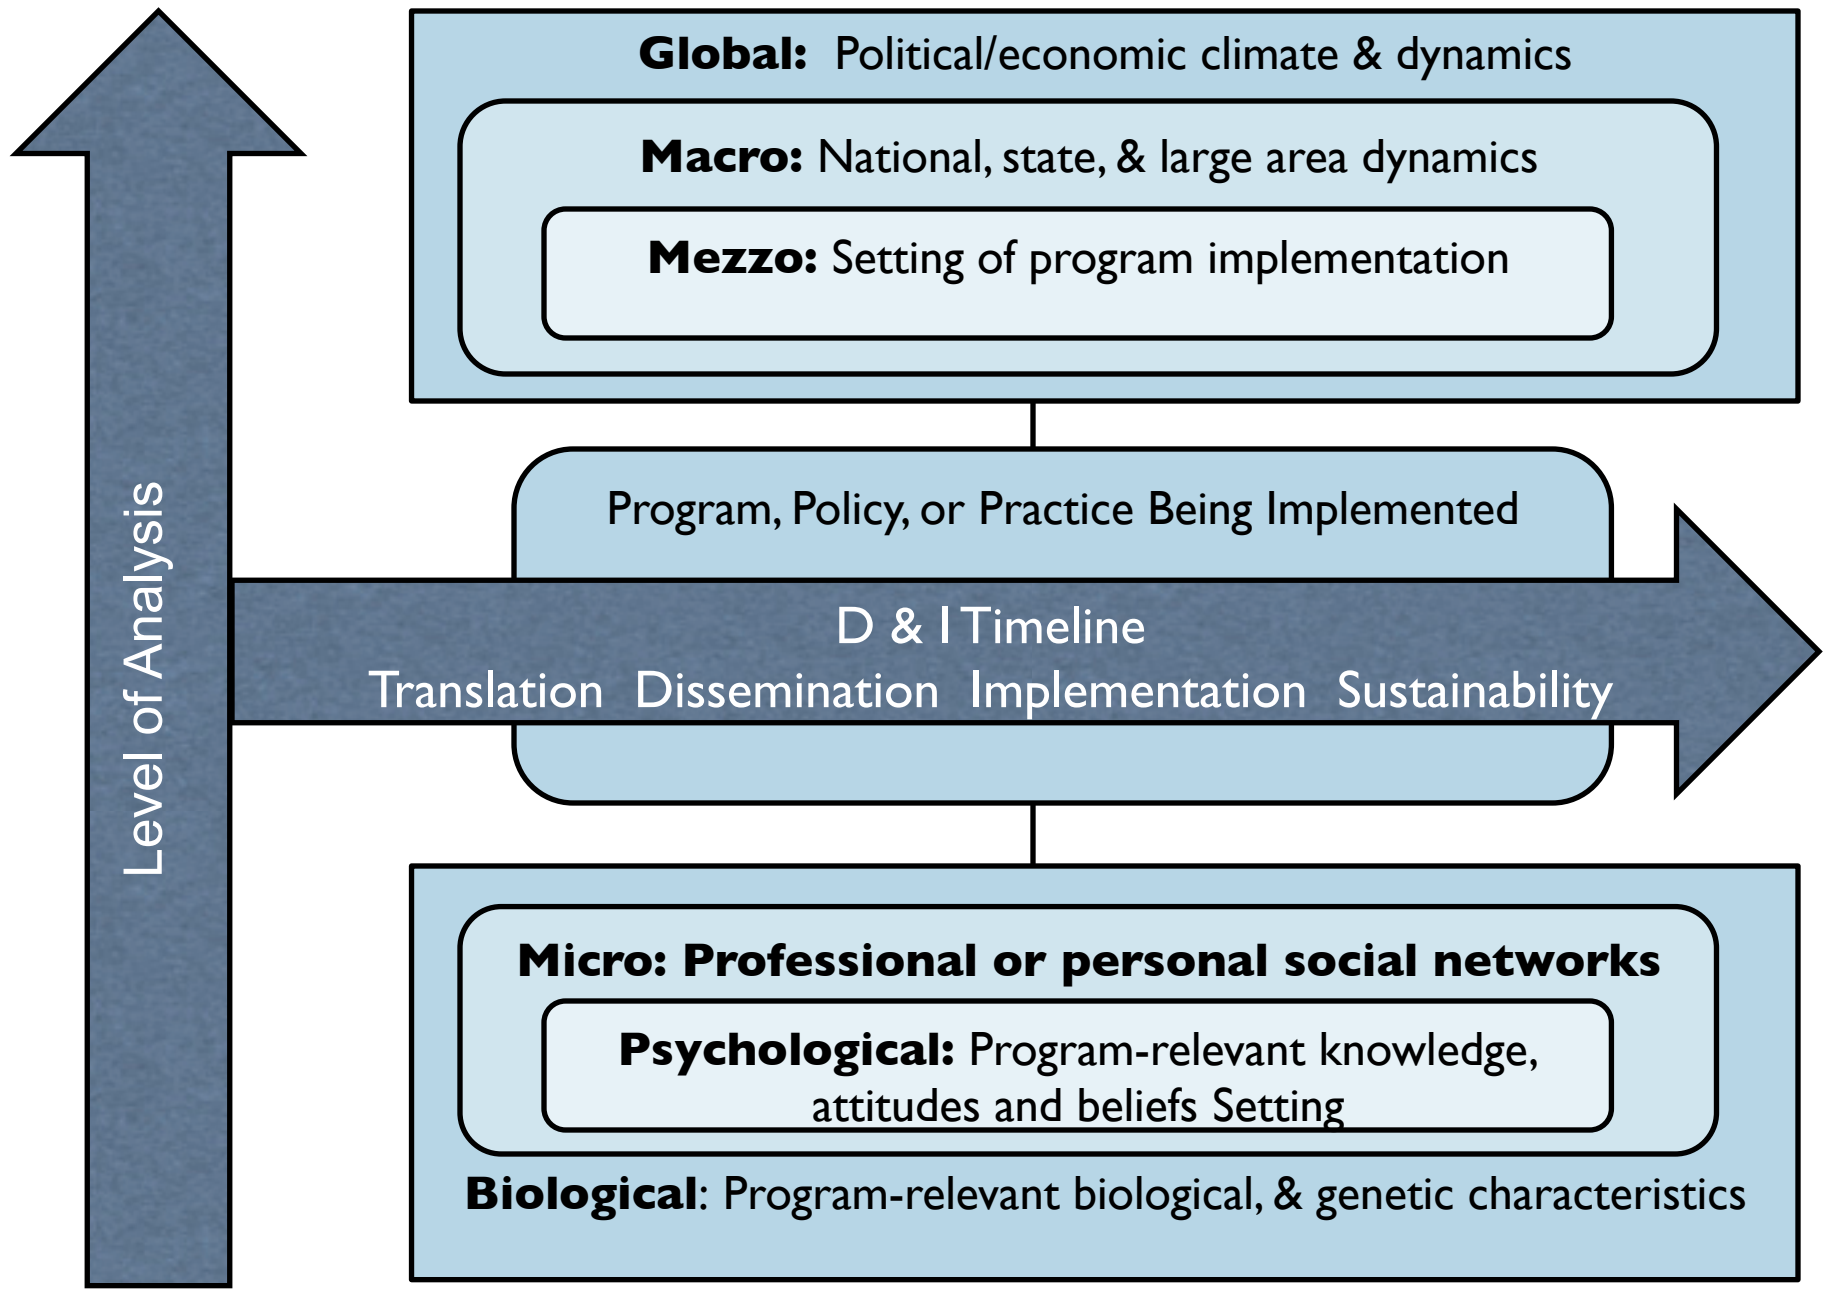 Global: Political/economic climate & dynamics
Macro: National, state, & large area dynamics
Mezzo: Setting of program implementation
Program, Policy, or Practice Being Implemented
Level of Analysis
D & I Timeline
Translation Dissemination Implementation Sustainability
Micro: Professional or personal social networks
Psychological: Program-relevant knowledge,
attitudes and beliefs Setting
Biological: Program-relevant biological, & genetic characteristics